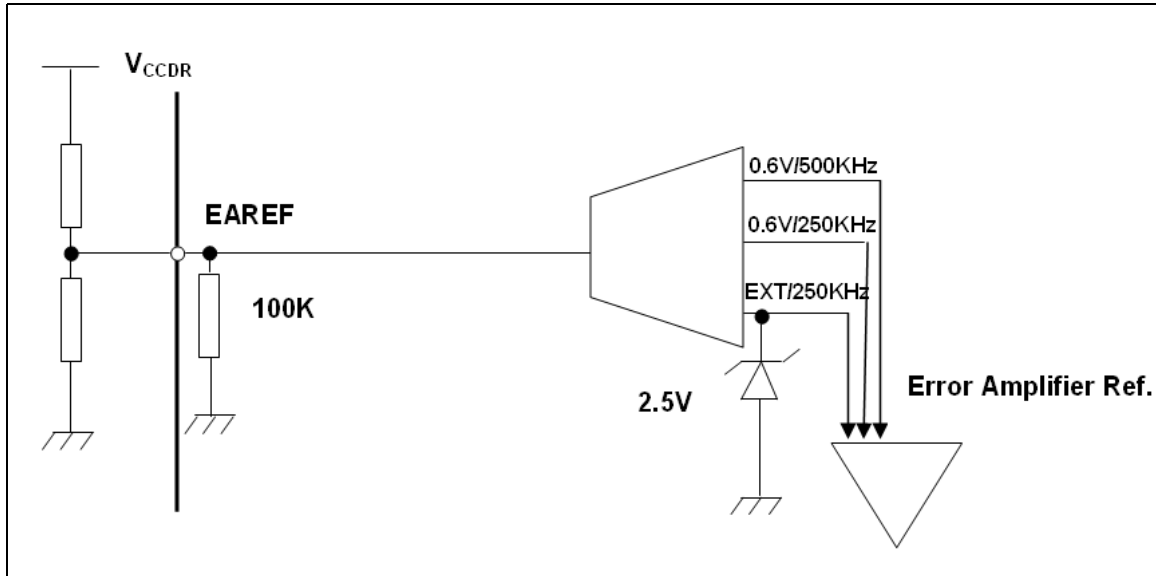 VCCDR
EAREF
100K
0.6V/500KHz
0.6V/250KHz
EXT/250KHz
2.5V
Error Amplifier Ref.